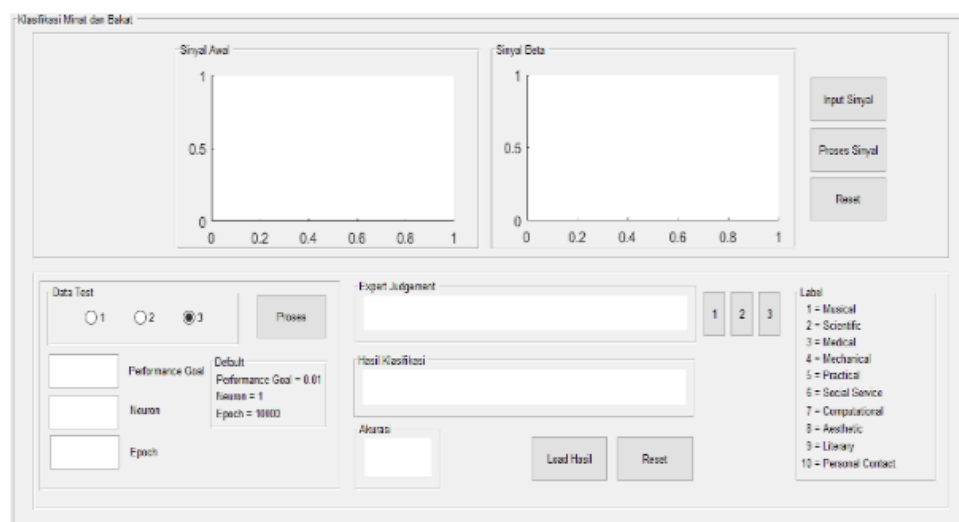 Klasifikasi Minat dan Bakat
Sinyal Awal
1
0.5
0
0 0.2 0.4 0.6 0.8 1
Sinyal Beta
1
0.5
0
0 0.2 0.4 0.6 0.8 1
Input Sinyal
Proses Sinyal
Reset
Data Test
1 2 3
Proses
Performance Goal
Neuron
Epoch
Default
Performance Goal = 0.01
Neuron = 1
Epoch = 10000
Expert Judgement
1 2 3
Hasil Klasifikasi
Akurasi
Load Hasil
Reset
Label
1 = Musical
2 = Scientific
3 = Medical
4 = Mechanical
5 = Practical
6 = Social Service
7 = Computational
8 = Aesthetic
9 = Literary
10 = Personal Contact